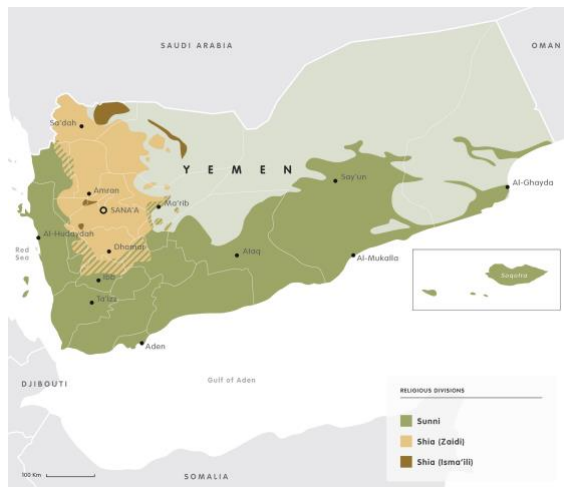 SAUDI ARABIA
OMAN
Sa'dah
YEMEN
Say'un
Al-Ghayda
Amran
Ma'rib
SANA'A
Al-Hudaydah
Red
Sea
Dhamar
Ataq
Al-Mukalla
Ibb
Soqotra
Ta'izz
Aden
DJIBOUTI
Gulf of Aden
RELIGIOUS DIVISIONS
Sunni
Shia (Zaidi)
Shia (Isma'ili)
100 Km
SOMALIA